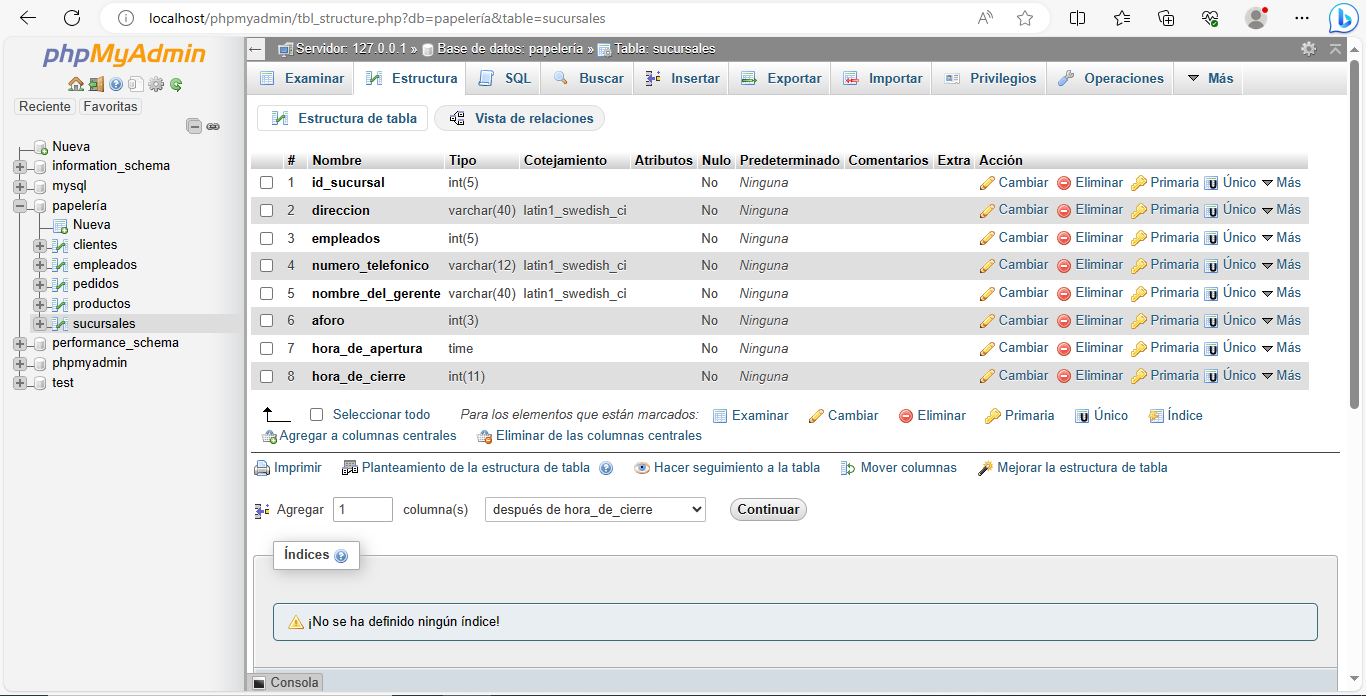 localhost/phpmyadmin/tbl_structure.php?db=papelería&table=sucursales
phpMyAdmin
Reciente Favoritas
Nueva
information_schema
mysql
papelería
Nueva
clientes
empleados
pedidos
productos
sucursales
performance_schema
phpmyadmin
test
Servidor: 127.0.0.1 » Base de datos: papelería » Tabla: sucursales
Examinar Estructura SQL Buscar Insertar Exportar Importar Privilegios Operaciones Más
Estructura de tabla Vista de relaciones
# Nombre Tipo Cotejamiento Atributos Nulo Predeterminado Comentarios Extra Acción
1 id_sucursal int(5) No Ninguna Cambiar Eliminar Primaria Único Más
2 direccion varchar(40) latin1_swedish_ci No Ninguna Cambiar Eliminar Primaria Único Más
3 empleados int(5) No Ninguna Cambiar Eliminar Primaria Único Más
4 numero_telefonico varchar(12) latin1_swedish_ci No Ninguna Cambiar Eliminar Primaria Único Más
5 nombre_del_gerente varchar(40) latin1_swedish_ci No Ninguna Cambiar Eliminar Primaria Único Más
6 aforo int(3) No Ninguna Cambiar Eliminar Primaria Único Más
7 hora_de_apertura time No Ninguna Cambiar Eliminar Primaria Único Más
8 hora_de_cierre int(11) No Ninguna Cambiar Eliminar Primaria Único Más
Seleccionar todo Para los elementos que están marcados: Examinar Cambiar Eliminar Primaria Único Índice
Agregar a columnas centrales Eliminar de las columnas centrales
Imprimir Planteamiento de la estructura de tabla Hacer seguimiento a la tabla Mover columnas Mejorar la estructura de tabla
Agregar 1 columna(s) después de hora_de_cierre Continuar
Índices
¡No se ha definido ningún índice!
Consola